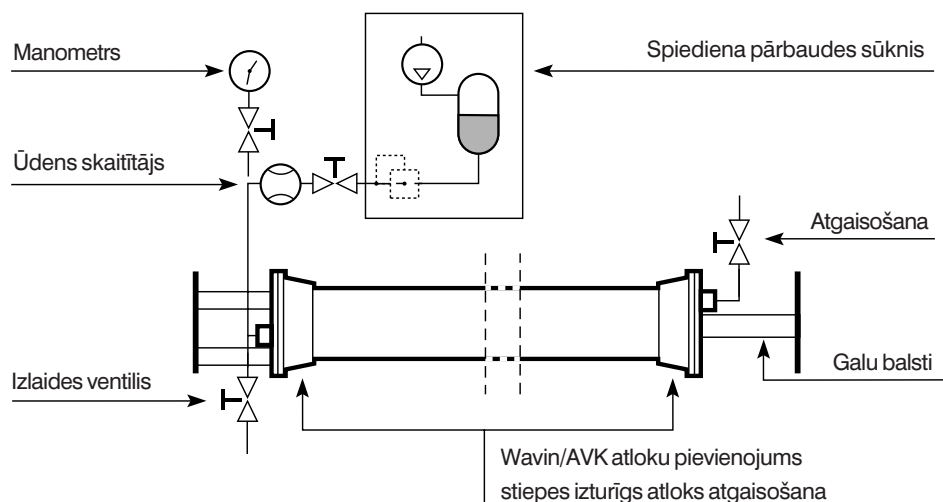 Manometrs
Spiediena pārbaudes sūknis
Ūdens skaitītājs
Atgaisošana
Galu balsti
Izlaides ventilis
Wavin/AVK atloku pievienojums
stiepes izturīgs atloks atgaisošana